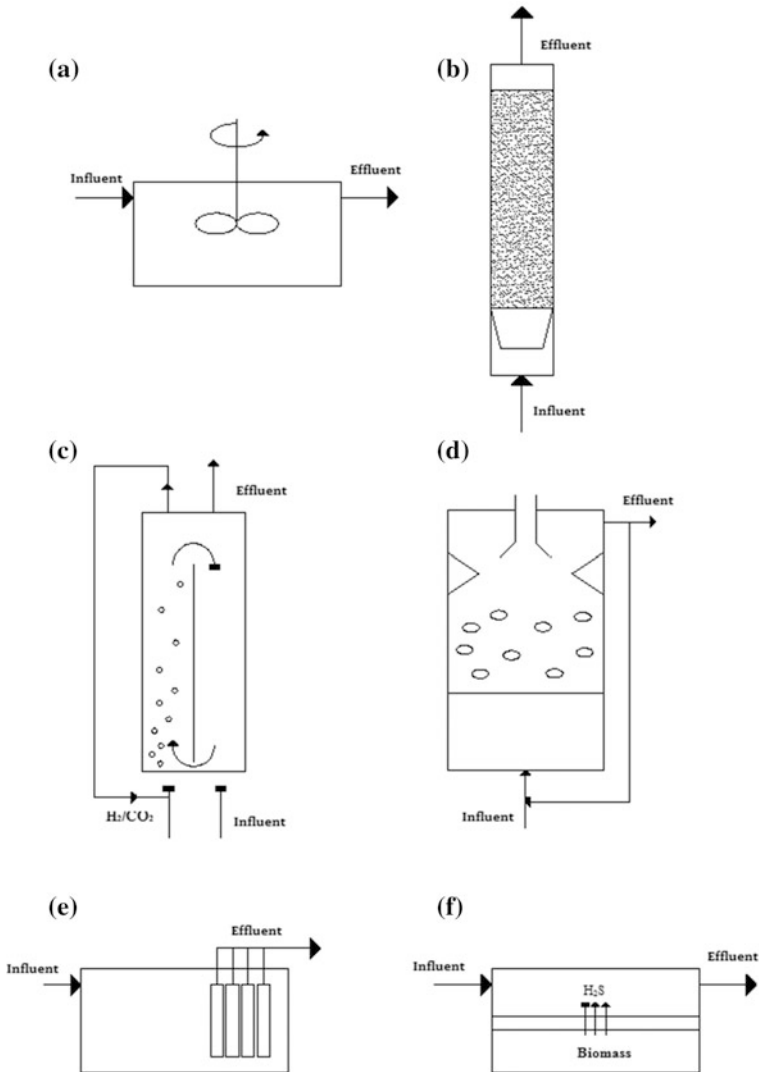 (a)
Influent
Effluent
(b)
Effluent
Influent
(c)
Effluent
H₂/CO₂
Influent
(d)
Effluent
Influent
(e)
Influent
Effluent
(f)
Influent
Effluent
H₂S
Biomass